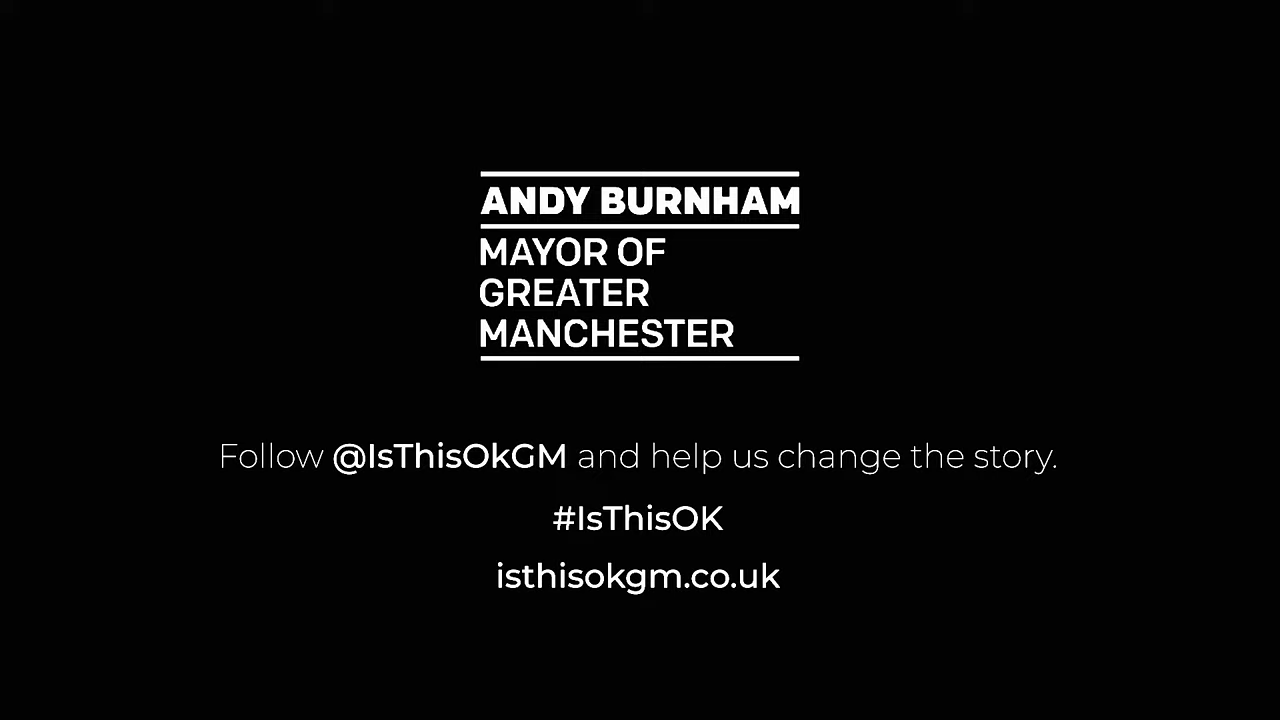 ANDY BURNHAM
MAYOR OF
GREATER
MANCHESTER
Follow @IsThisOkGM and help us change the story.
#IsThisOK
isthisokgm.co.uk